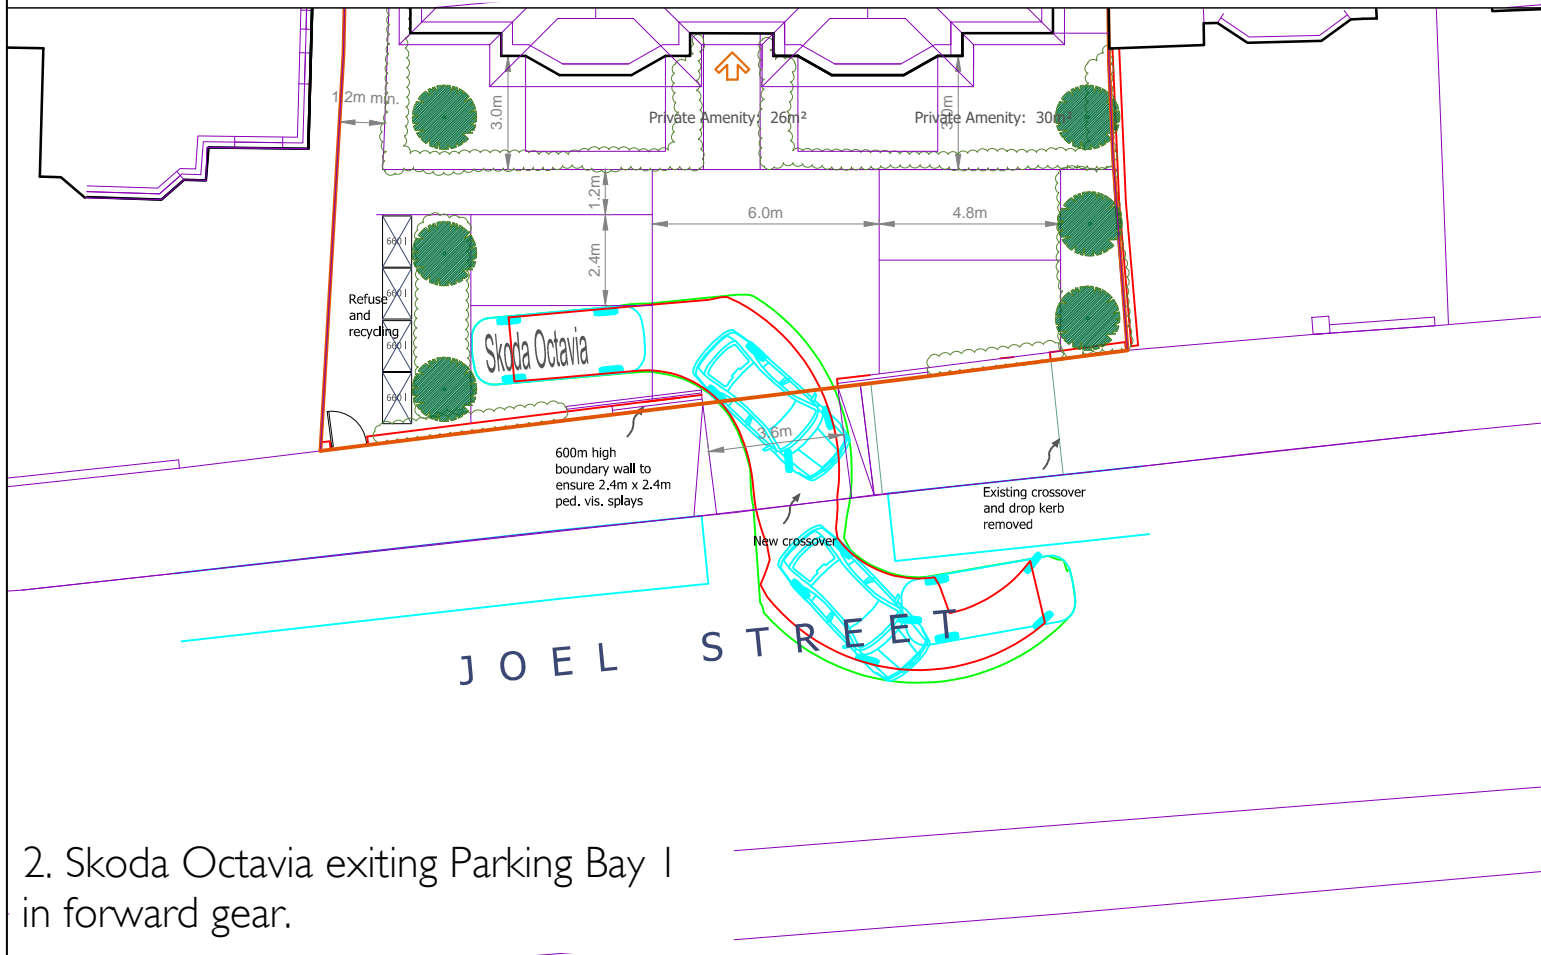 1.2m min.
3.0m
Private Amenity: 26m²
3.0m
Private Amenity: 30m²
1.2m
6.0m
4.8m
2.4m
660 l
660 l
660 l
660 l
Refuse
and
recycling
Skoda Octavia
3.6m
600m high
boundary wall to
ensure 2.4m x 2.4m
ped. vis. splays
Existing crossover
and drop kerb
removed
New crossover
JOEL STREET
2. Skoda Octavia exiting Parking Bay 1
in forward gear.